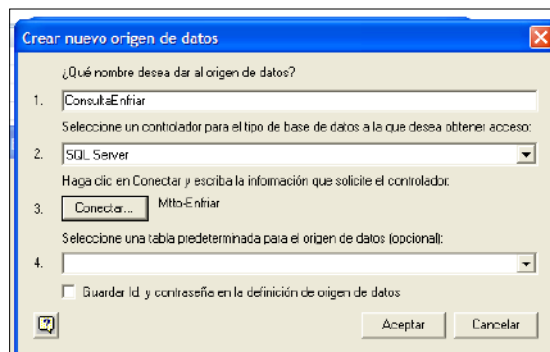 Crear nuevo origen de datos
¿Qué nombre desea dar al origen de datos?
1. ConsultaEnfriar
Seleccione un controlador para el tipo de base de datos a la que desea obtener acceso:
2. SQL Server
Haga clic en Conectar y escriba la información que solicite el controlador:
3. Conectar... Mtto-Enfriar
Seleccione una tabla predeterminada para el origen de datos (opcional):
4.
Guardar Id. y contraseña en la definición de origen de datos
Aceptar Cancelar